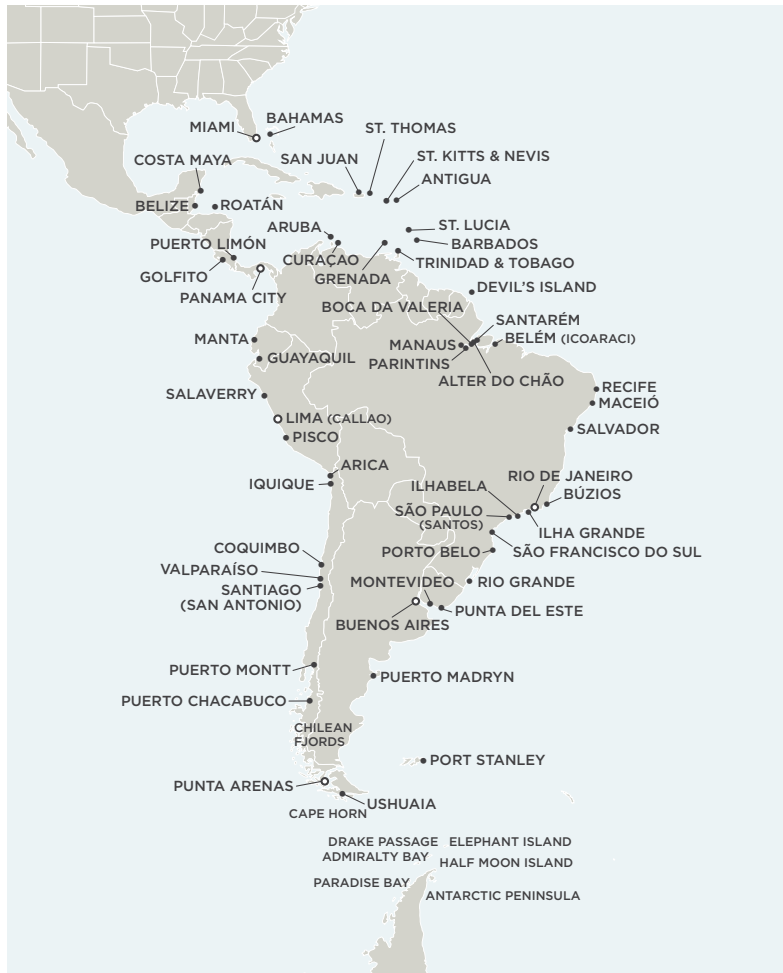 BAHAMAS
MIAMI
ST. THOMAS
COSTA MAYA
SAN JUAN
ST. KITTS & NEVIS
ANTIGUA
BELIZE
ROATÁN
ST. LUCIA
ARUBA
BARBADOS
PUERTO LIMÓN
CURAÇAO
TRINIDAD & TOBAGO
GOLFITO
GRENADA
DEVIL'S ISLAND
PANAMA CITY
BOCA DA VALERIA
SANTARÉM
MANTA
MANAUS
BELÉM (ICOARACI)
GUAYAQUIL
PARINTINS
ALTER DO CHÃO
RECIFE
SALAVERRY
MACEIÓ
LIMA (CALLAO)
SALVADOR
PISCO
ARICA
RIO DE JANEIRO
IQUIQUE
ILHABELA
BÚZIOS
SÃO PAULO
(SANTOS)
ILHA GRANDE
COQUIMBO
PORTO BELO
SÃO FRANCISCO DO SUL
VALPARAÍSO
MONTEVIDEO
RIO GRANDE
SANTIAGO
(SAN ANTONIO)
PUNTA DEL ESTE
BUENOS AIRES
PUERTO MONTT
PUERTO MADRYN
PUERTO CHACABUCO
CHILEAN
FJORDS
PORT STANLEY
PUNTA ARENAS
USHUAIA
CAPE HORN
DRAKE PASSAGE
ELEPHANT ISLAND
ADMIRALTY BAY
HALF MOON ISLAND
PARADISE BAY
ANTARCTIC PENINSULA